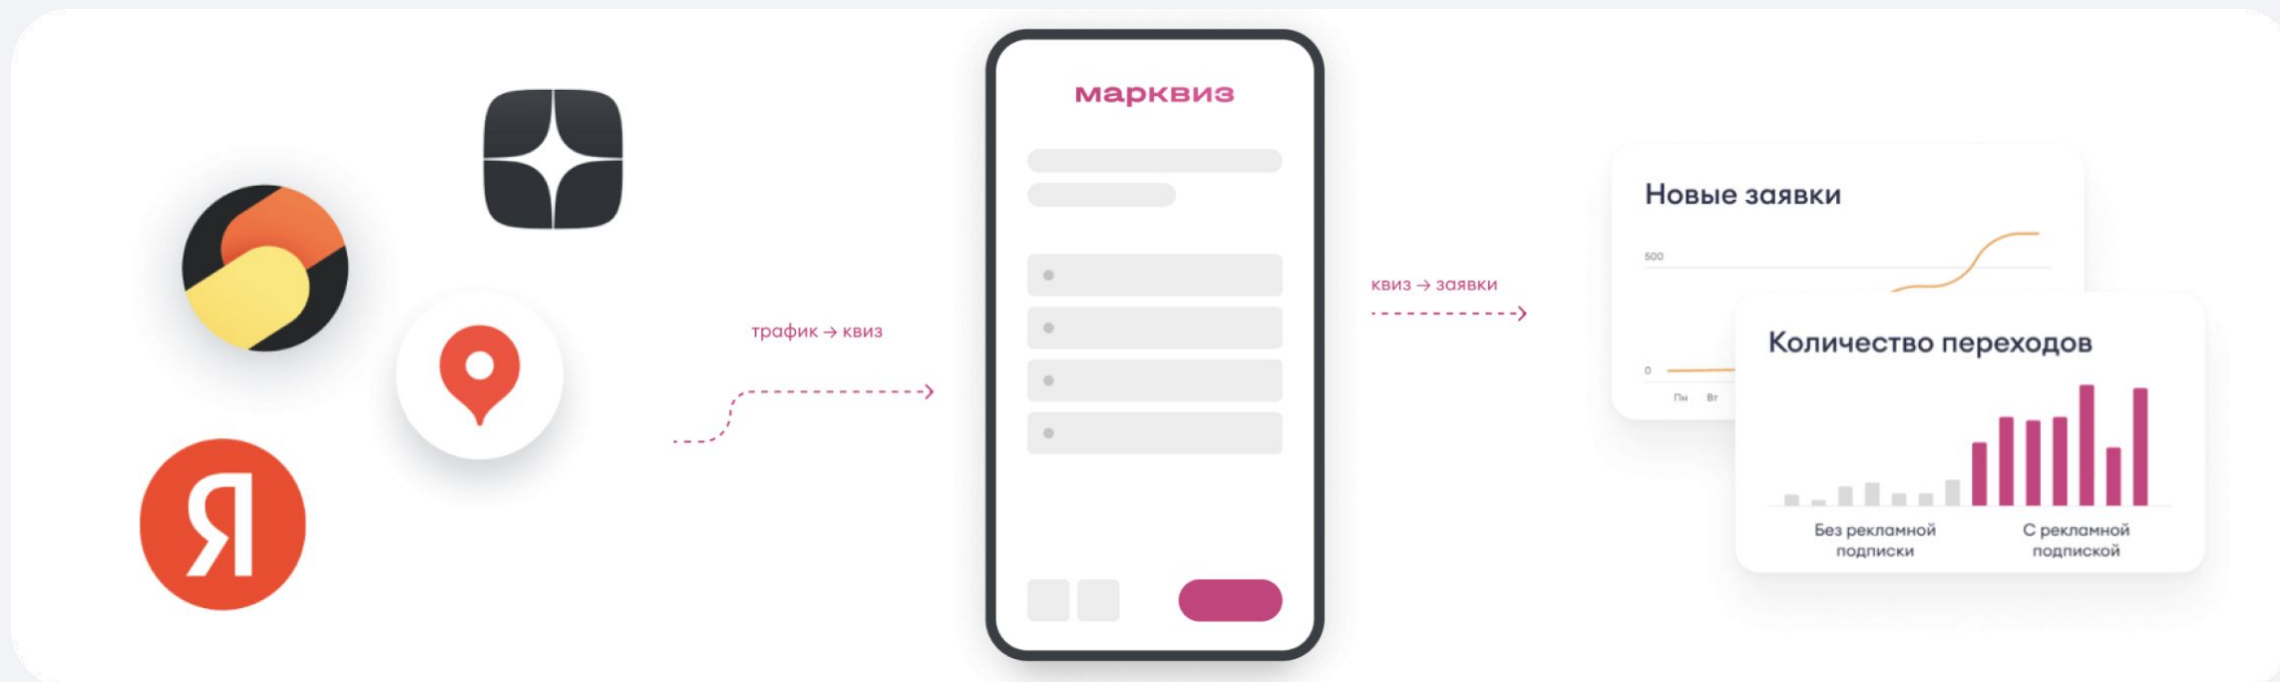 Я
трафик → квиз
марквиз
квиз → заявки
Новые заявки
500
0
Пн Вт
Количество переходов
Без рекламной
подписки
С рекламной
подпиской